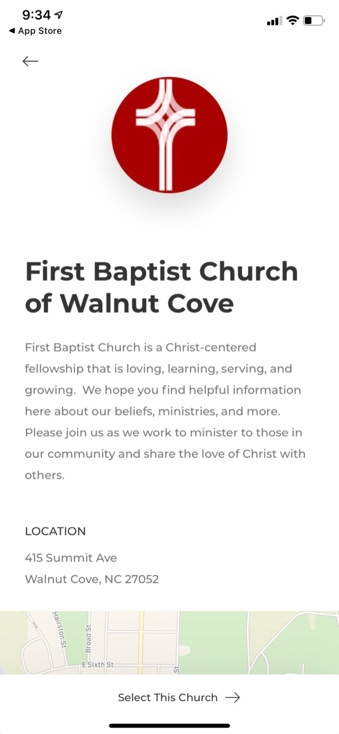 9:34
◀ App Store
First Baptist Church
of Walnut Cove
First Baptist Church is a Christ-centered
fellowship that is loving, learning, serving, and
growing.  We hope you find helpful information
here about our beliefs, ministries, and more.
Please join us as we work to minister to those in
our community and share the love of Christ with
others.
LOCATION
415 Summit Ave
Walnut Cove, NC 27052
Hairston St
Broad St
E Sixth St
St
Select This Church →